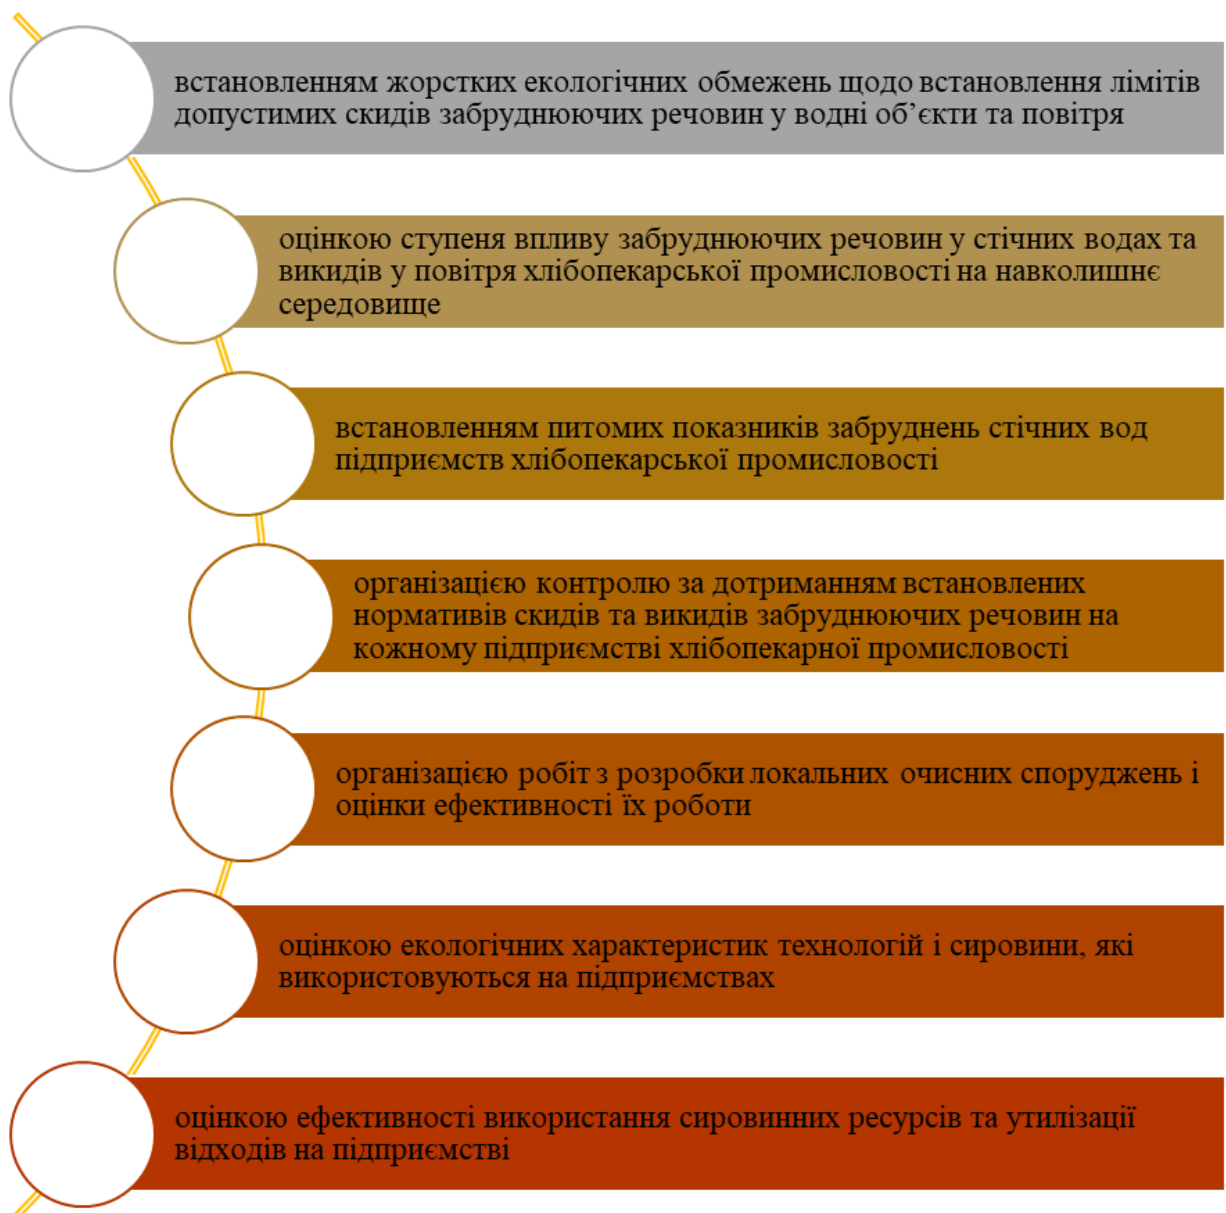 встановленням жорстких екологічних обмежень щодо встановлення лімітів
допустимих скидів забруднюючих речовин у водні об’єкти та повітря
оцінкою ступеня впливу забруднюючих речовин у стічних водах та
викидів у повітря хлібопекарської промисловості на навколишнє
середовище
встановленням питомих показників забруднень стічних вод
підприємств хлібопекарської промисловості
організацією контролю за дотриманням встановлених
нормативів скидів та викидів забруднюючих речовин на
кожному підприємстві хлібопекарної промисловості
організацією робіт з розробки локальних очисних споруджень і
оцінки ефективності їх роботи
оцінкою екологічних характеристик технологій і сировини, які
використовуються на підприємствах
оцінкою ефективності використання сировинних ресурсів та утилізації
відходів на підприємстві